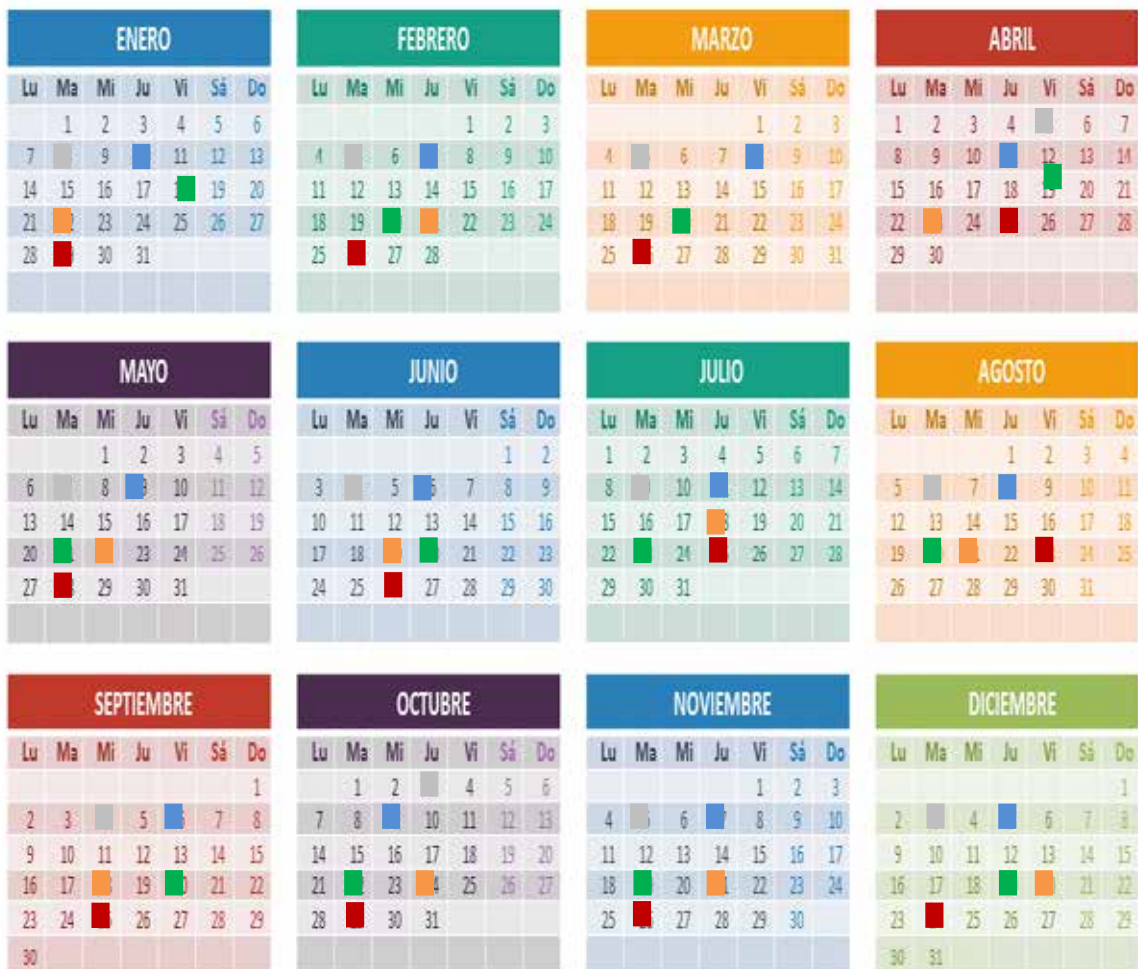 ENERO
Lu Ma Mi Ju Vi Sá Do
1 2 3 4 5 6
7 9 11 12 13
14 15 16 17 19 20
21 23 24 25 26 27
28 30 31
FEBRERO
Lu Ma Mi Ju Vi Sá Do
1 2 3
4 6 8 9 10
11 12 13 14 15 16 17
18 19 22 23 24
25 27 28
MARZO
Lu Ma Mi Ju Vi Sá Do
1 2 3
4 6 7 9 10
11 12 13 14 15 16 17
18 19 21 22 23 24
25 27 28 29 30 31
ABRIL
Lu Ma Mi Ju Vi Sá Do
1 2 3 4 6 7
8 9 10 12 13 14
15 16 17 18 19 20 21
22 24 26 27 28
29 30
MAYO
Lu Ma Mi Ju Vi Sá Do
1 2 3 4 5
6 8 10 11 12
13 14 15 16 17 18 19
20 23 24 25 26
27 29 30 31
JUNIO
Lu Ma Mi Ju Vi Sá Do
1 2
3 5 7 8 9
10 11 12 13 14 15 16
17 18 21 22 23
24 25 27 28 29 30
JULIO
Lu Ma Mi Ju Vi Sá Do
1 2 3 4 5 6 7
8 10 12 13 14
15 16 17 19 20 21
22 24 26 27 28
29 30 31
AGOSTO
Lu Ma Mi Ju Vi Sá Do
1 2 3 4
5 7 9 10 11
12 13 14 15 16 17 18
19 22 24 25
26 27 28 29 30 31
SEPTIEMBRE
Lu Ma Mi Ju Vi Sá Do
1
2 3 5 7 8
9 10 11 12 13 14 15
16 17 19 21 22
23 24 26 27 28 29
30
OCTUBRE
Lu Ma Mi Ju Vi Sá Do
1 2 4 5 6
7 8 10 11 12 13
14 15 16 17 18 19 20
21 23 25 26 27
28 30 31
NOVIEMBRE
Lu Ma Mi Ju Vi Sá Do
1 2 3
4 6 8 9 10
11 12 13 14 15 16 17
18 20 22 23 24
25 27 28 29 30
DICIEMBRE
Lu Ma Mi Ju Vi Sá Do
1
2 4 6 7 8
9 10 11 12 13 14 15
16 17 18 21 22
23 25 26 27 28 29
30 31